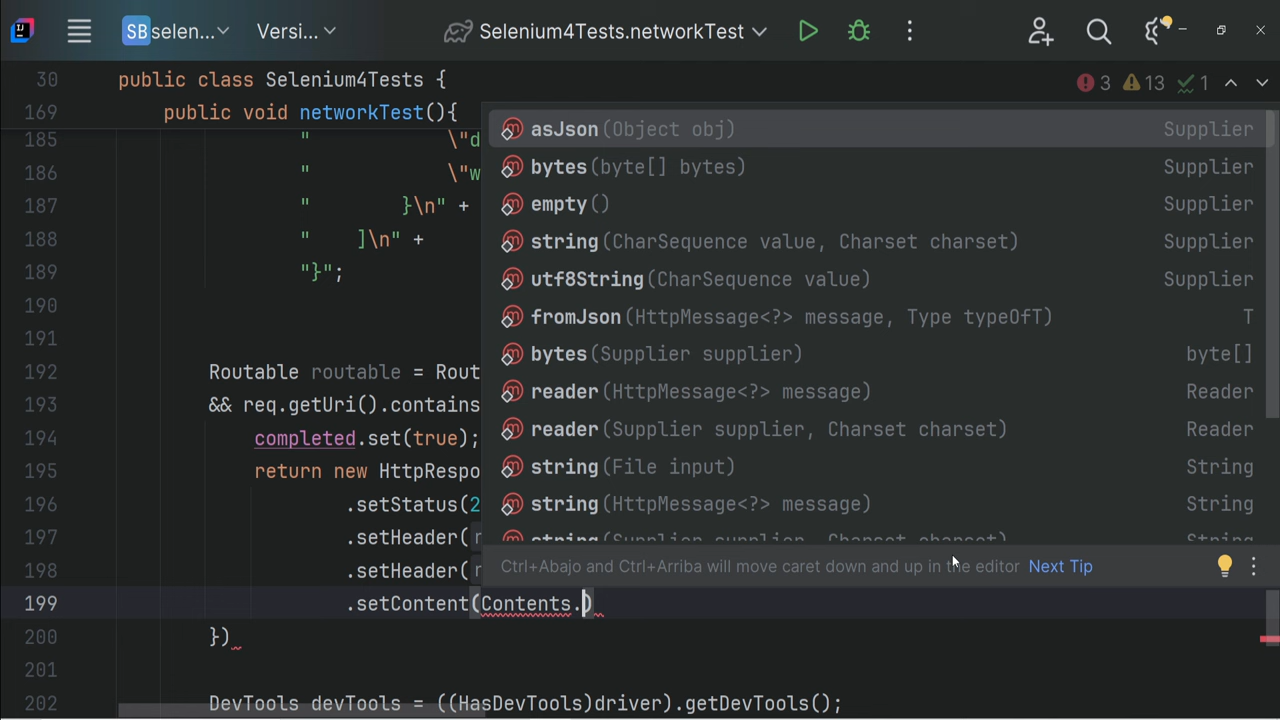 SB selen... Versi... Selenium4Tests.networkTest
30 public class Selenium4Tests { 3 13 1
169 public void networkTest(){
185 " \"d
186 " \"w
187 " }\n" +
188 " ]\n" +
189 "}";
190
191
192 Routable routable = Rout
193 && req.getUri().contains
194 completed.set(true);
195 return new HttpRespo
196 .setStatus(2
197 .setHeader(
198 .setHeader(
199 .setContent(Contents.)
200 })
201
202 DevTools devTools = ((HasDevTools)driver).getDevTools();
asJson(Object obj) Supplier
bytes(byte[] bytes) Supplier
empty() Supplier
string(CharSequence value, Charset charset) Supplier
utf8String(CharSequence value) Supplier
fromJson(HttpMessage<?> message, Type typeOfT) T
bytes(Supplier supplier) byte[]
reader(HttpMessage<?> message) Reader
reader(Supplier supplier, Charset charset) Reader
string(File input) String
string(HttpMessage<?> message) String
string(Supplier supplier, Charset charset) String
Ctrl+Abajo and Ctrl+Arriba will move caret down and up in the editor Next Tip